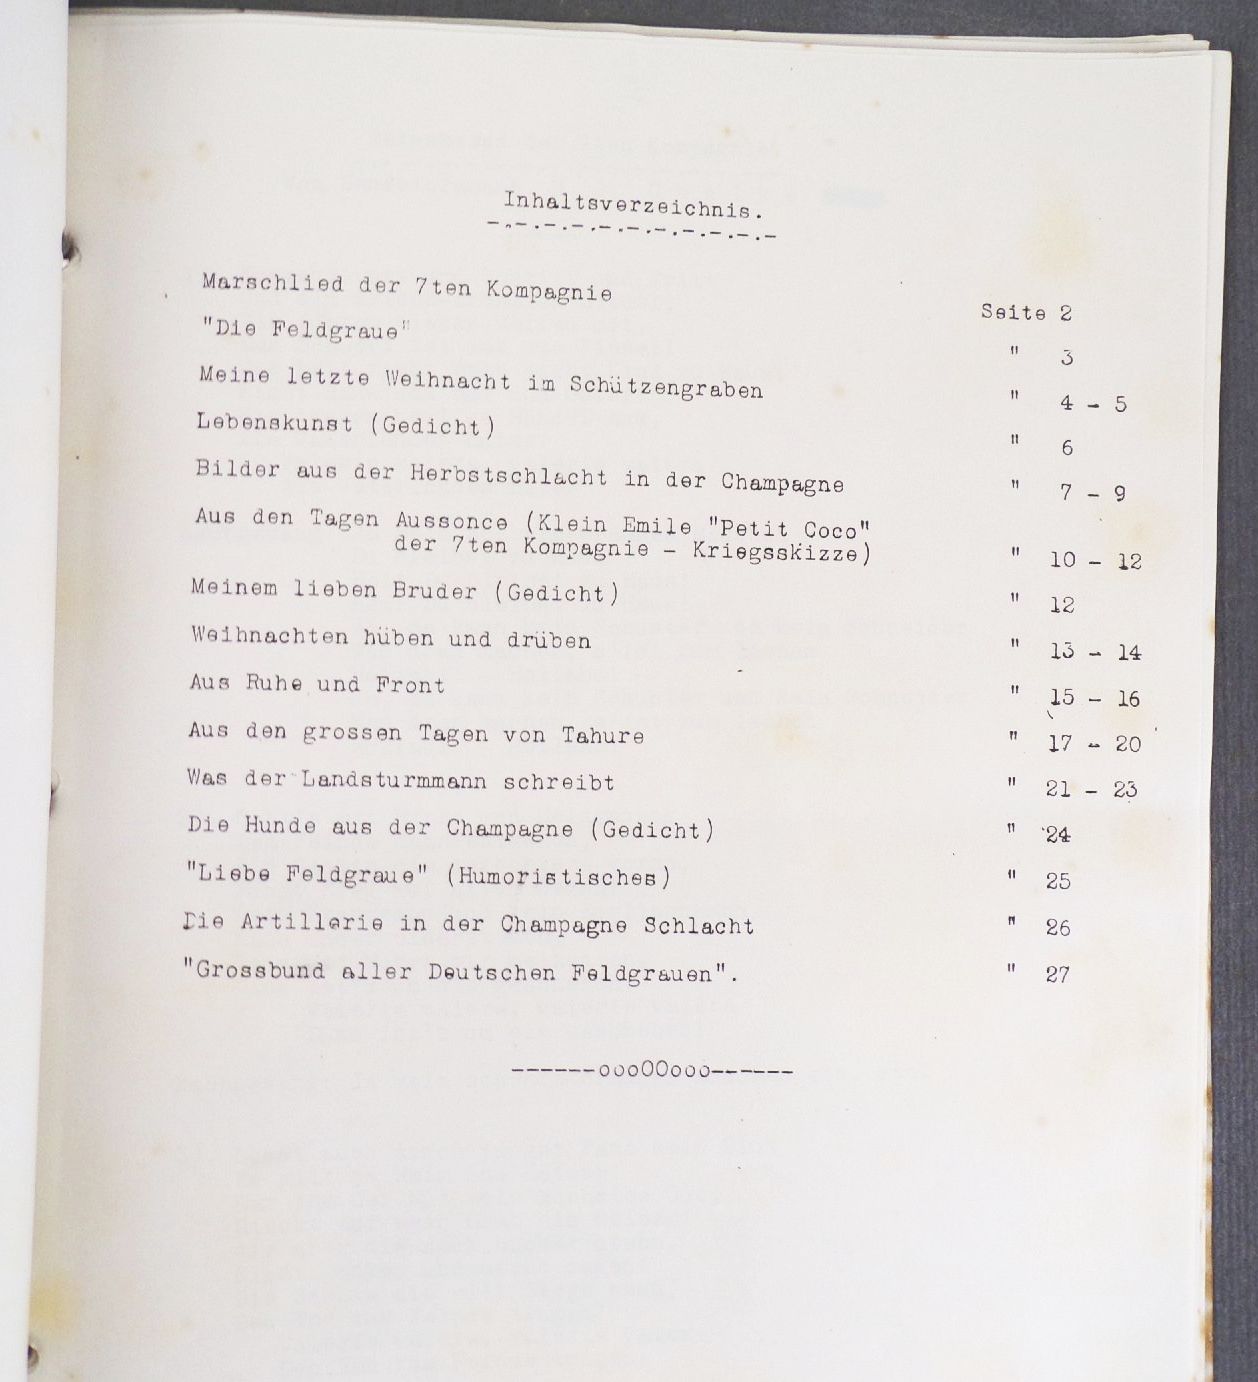 Inhaltsverzeichnis.
-.-.-.-.-.-.-.-.-.-.-
Marschlied der 7ten Kompagnie Seite 2
"Die Feldgraue" " 3
Meine letzte Weihnacht im Schützengraben " 4 - 5
Lebenskunst (Gedicht) " 6
Bilder aus der Herbstschlacht in der Champagne " 7 - 9
Aus den Tagen Aussonce (Klein Emile "Petit Coco"
der 7ten Kompagnie - Kriegsskizze) " 10 - 12
Meinem lieben Bruder (Gedicht) " 12
Weihnachten hüben und drüben " 13 - 14
Aus Ruhe und Front " 15 - 16
Aus den grossen Tagen von Tahure " 17 - 20
Was der Landsturmmann schreibt " 21 - 23
Die Hunde aus der Champagne (Gedicht) " 24
"Liebe Feldgraue" (Humoristisches) " 25
Die Artillerie in der Champagne Schlacht " 26
"Grossbund aller Deutschen Feldgrauen". " 27
------oooOOooo------